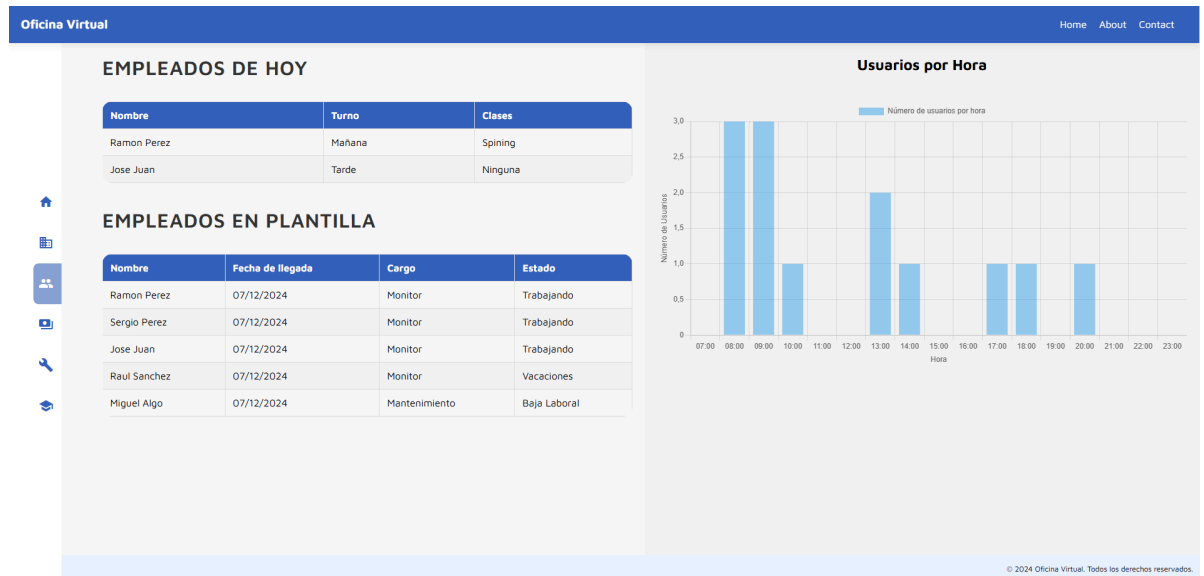 Oficina Virtual
Home About Contact
EMPLEADOS DE HOY
Nombre Turno Clases
Ramon Perez Mañana Spining
Jose Juan Tarde Ninguna
EMPLEADOS EN PLANTILLA
Nombre Fecha de llegada Cargo Estado
Ramon Perez 07/12/2024 Monitor Trabajando
Sergio Perez 07/12/2024 Monitor Trabajando
Jose Juan 07/12/2024 Monitor Trabajando
Raul Sanchez 07/12/2024 Monitor Vacaciones
Miguel Algo 07/12/2024 Mantenimiento Baja Laboral
Usuarios por Hora
Número de usuarios por hora
Número de Usuarios
3,0
2,5
2,0
1,5
1,0
0,5
0
07:00 08:00 09:00 10:00 11:00 12:00 13:00 14:00 15:00 16:00 17:00 18:00 19:00 20:00 21:00 22:00 23:00
Hora
© 2024 Oficina Virtual. Todos los derechos reservados.